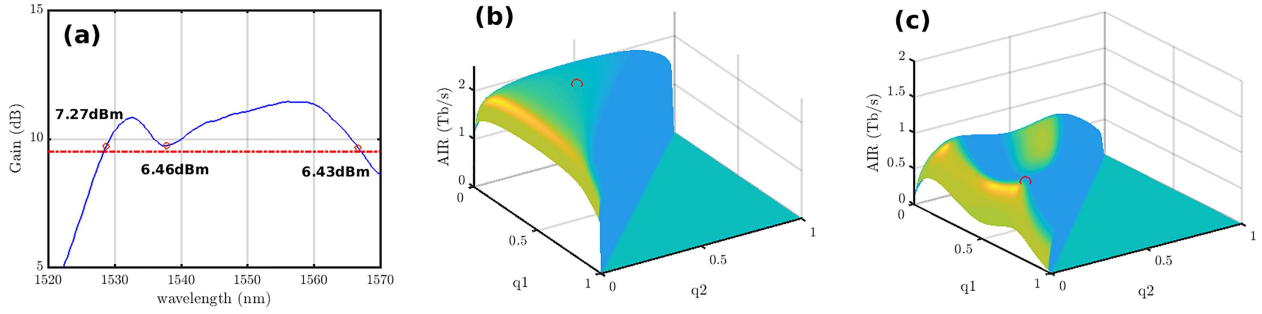 (a)
15
10
5
Gain (dB)
7.27dBm
6.46dBm
6.43dBm
1520
1530
1540
1550
1560
1570
wavelength (nm)
(b)
AIR (Tb/s)
2
1
0
0
0.5
1
q1
0
0.5
1
q2
(c)
AIR (Tb/s)
2
1.5
1
0.5
0
0
0.5
1
q1
0
0.5
1
q2